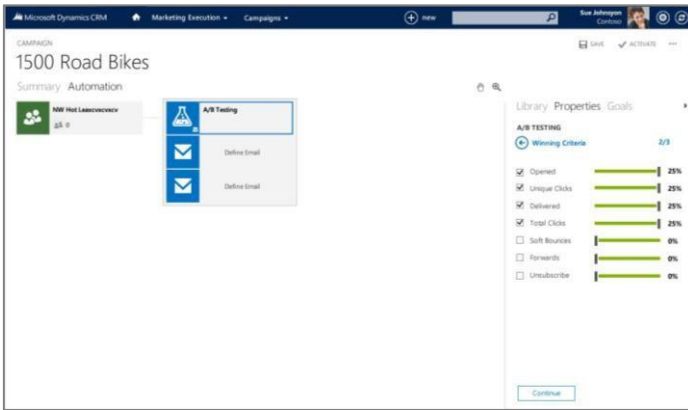 Microsoft Dynamics CRM Marketing Execution Campaigns new Sue Johnsyon
Contoso
CAMPAIGN
SAVE ACTIVATE ...
1500 Road Bikes
Summary Automation
NW Hot
0
A/B Testing
Define Email
Define Email
Library Properties Goals
A/B TESTING
Winning Criteria 2/3
Opened 25%
Unique Clicks 25%
Delivered 25%
Total Clicks 25%
Soft Bounces 0%
Forwards 0%
Unsubscribe 0%
Continue